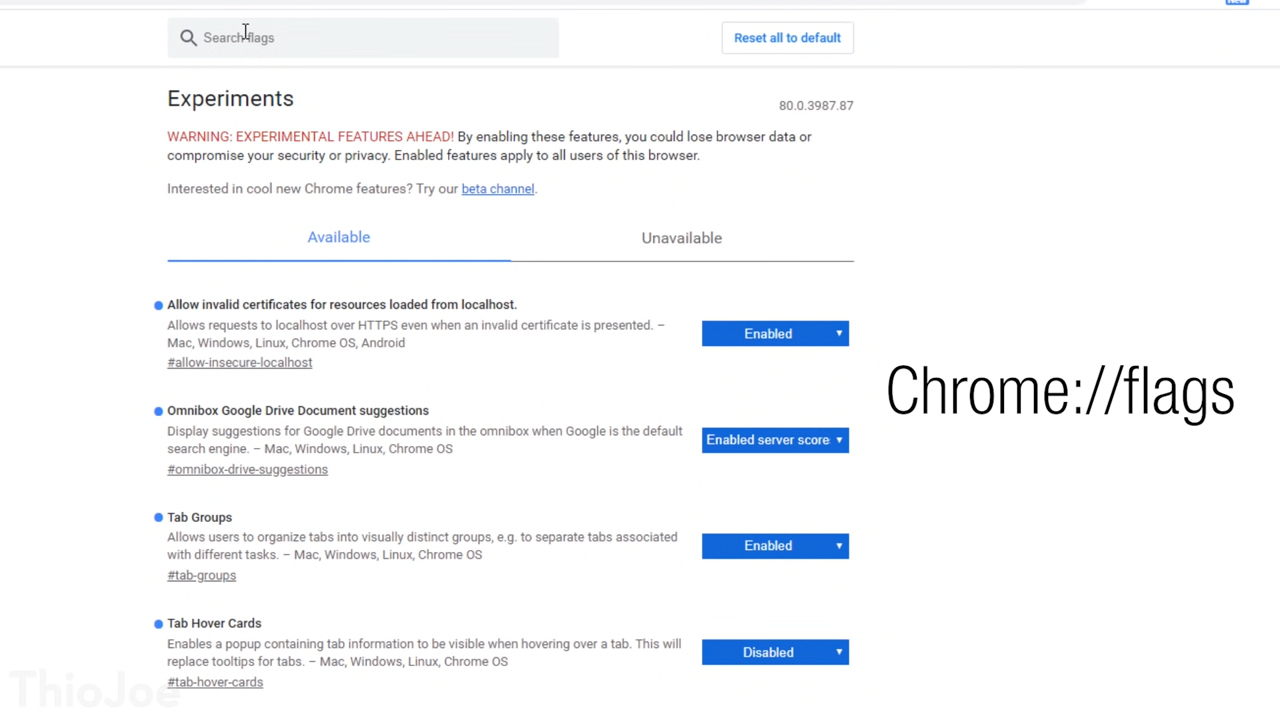 New
Search flags
Reset all to default
Experiments
80.0.3987.87
WARNING: EXPERIMENTAL FEATURES AHEAD! By enabling these features, you could lose browser data or
compromise your security or privacy. Enabled features apply to all users of this browser.
Interested in cool new Chrome features? Try our beta channel.
Available
Unavailable
Allow invalid certificates for resources loaded from localhost.
Allows requests to localhost over HTTPS even when an invalid certificate is presented. –
Mac, Windows, Linux, Chrome OS, Android
#allow-insecure-localhost
Enabled
Chrome://flags
Omnibox Google Drive Document suggestions
Display suggestions for Google Drive documents in the omnibox when Google is the default
search engine. – Mac, Windows, Linux, Chrome OS
#omnibox-drive-suggestions
Enabled server score
Tab Groups
Allows users to organize tabs into visually distinct groups, e.g. to separate tabs associated
with different tasks. – Mac, Windows, Linux, Chrome OS
#tab-groups
Enabled
Tab Hover Cards
Enables a popup containing tab information to be visible when hovering over a tab. This will
replace tooltips for tabs. – Mac, Windows, Linux, Chrome OS
#tab-hover-cards
Disabled
ThioJoe